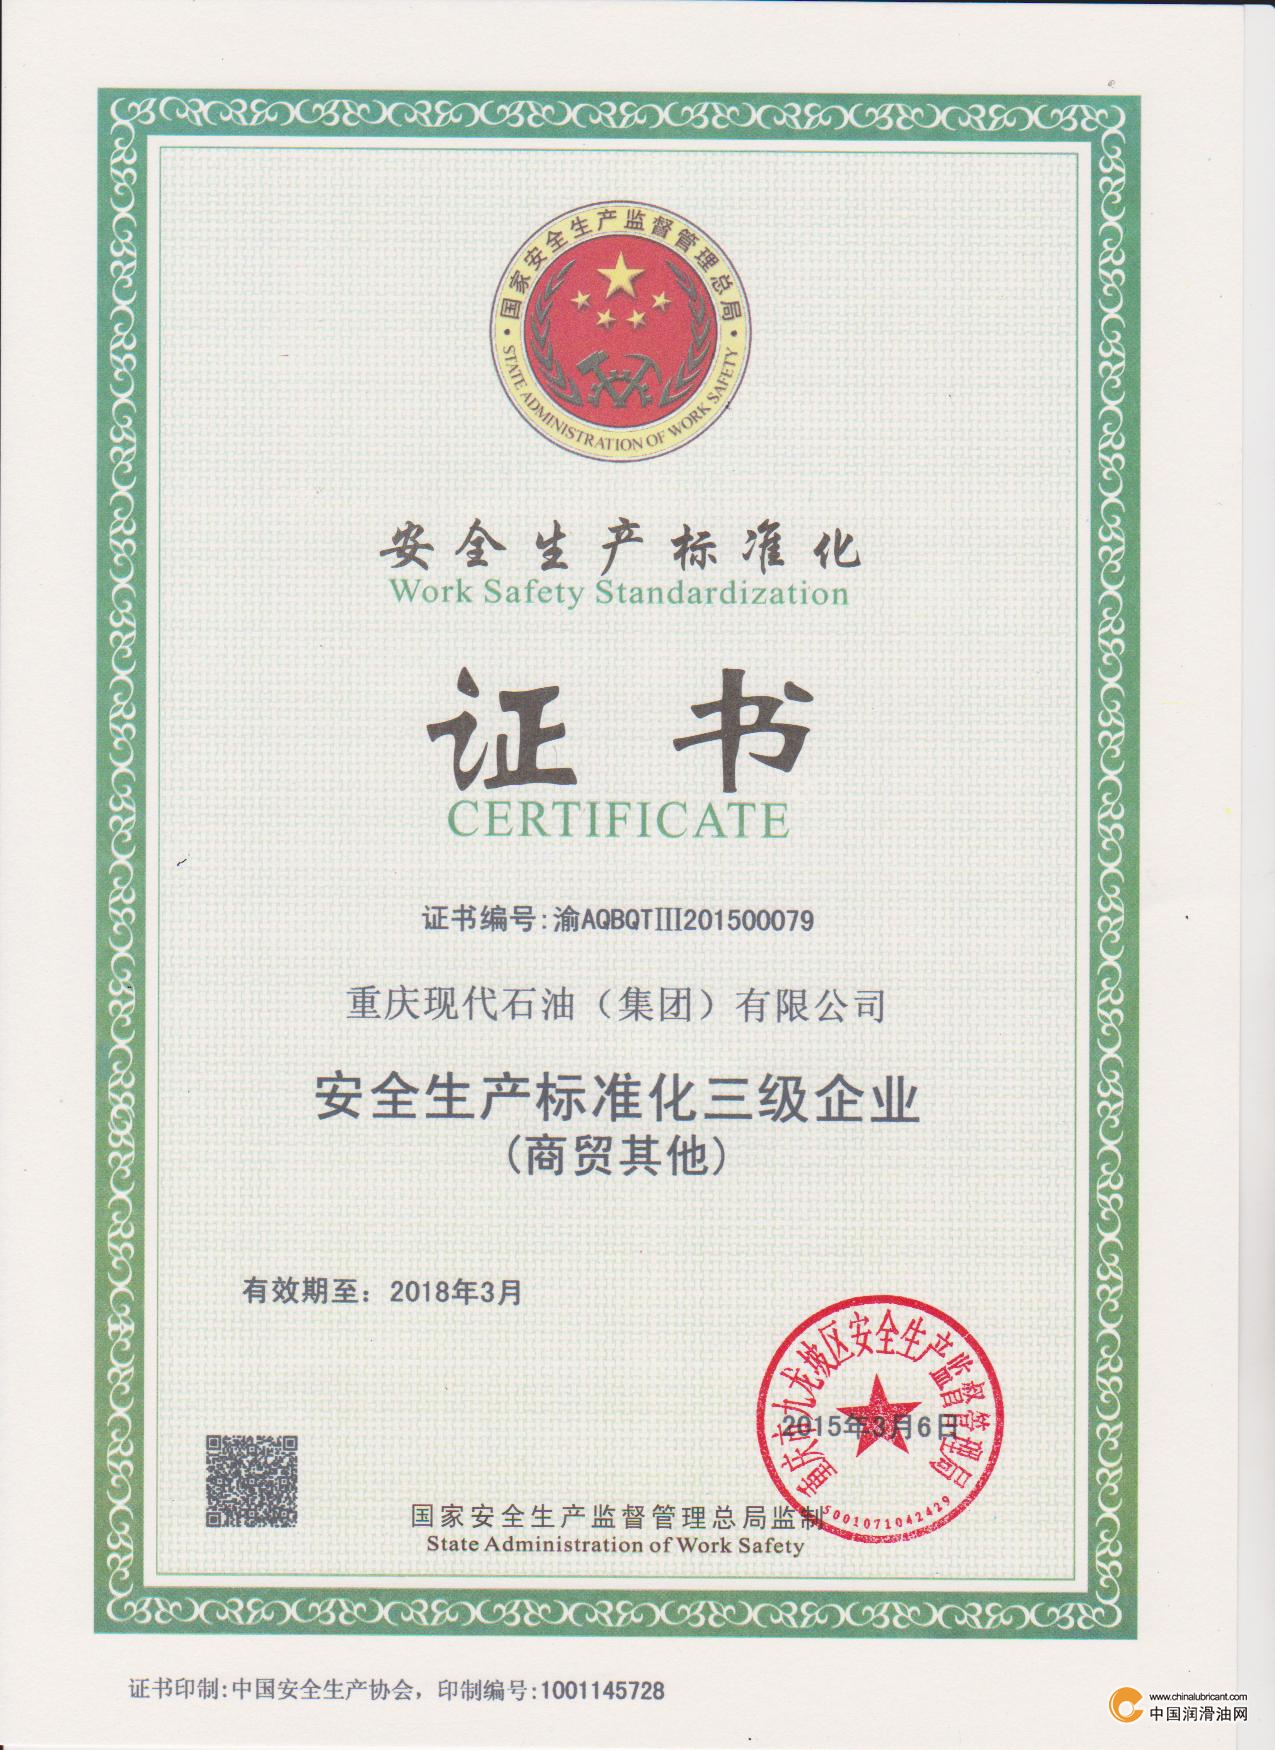 国家安全生产监督管理总局
STATE ADMINISTRATION OF WORK SAFETY
安全生产标准化
Work Safety Standardization
证书
CERTIFICATE
证书编号:渝AQBQTⅢ201500079
重庆现代石油（集团）有限公司
安全生产标准化三级企业
(商贸其他)
有效期至：2018年3月
重庆市九龙坡区安全生产监督管理局
2015年3月6日
5001071042429
国家安全生产监督管理总局监制
State Administration of Work Safety
证书印制:中国安全生产协会，印制编号:1001145728
www.chinalubricant.com
中国润滑油网